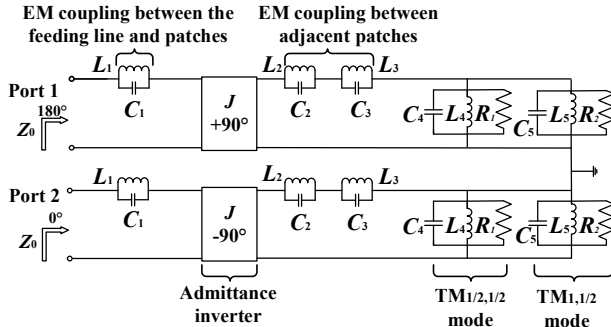 EM coupling between the
feeding line and patches
EM coupling between
adjacent patches
L1
L2
L3
Port 1
180°
Z0
C1
J
+90°
C2
C3
C4
L4
R1
C5
L5
R2
Port 2
0°
Z0
L1
C1
J
-90°
L2
C2
C3
L3
C4
L4
R1
C5
L5
R2
Admittance
inverter
TM1/2,1/2
mode
TM1,1/2
mode